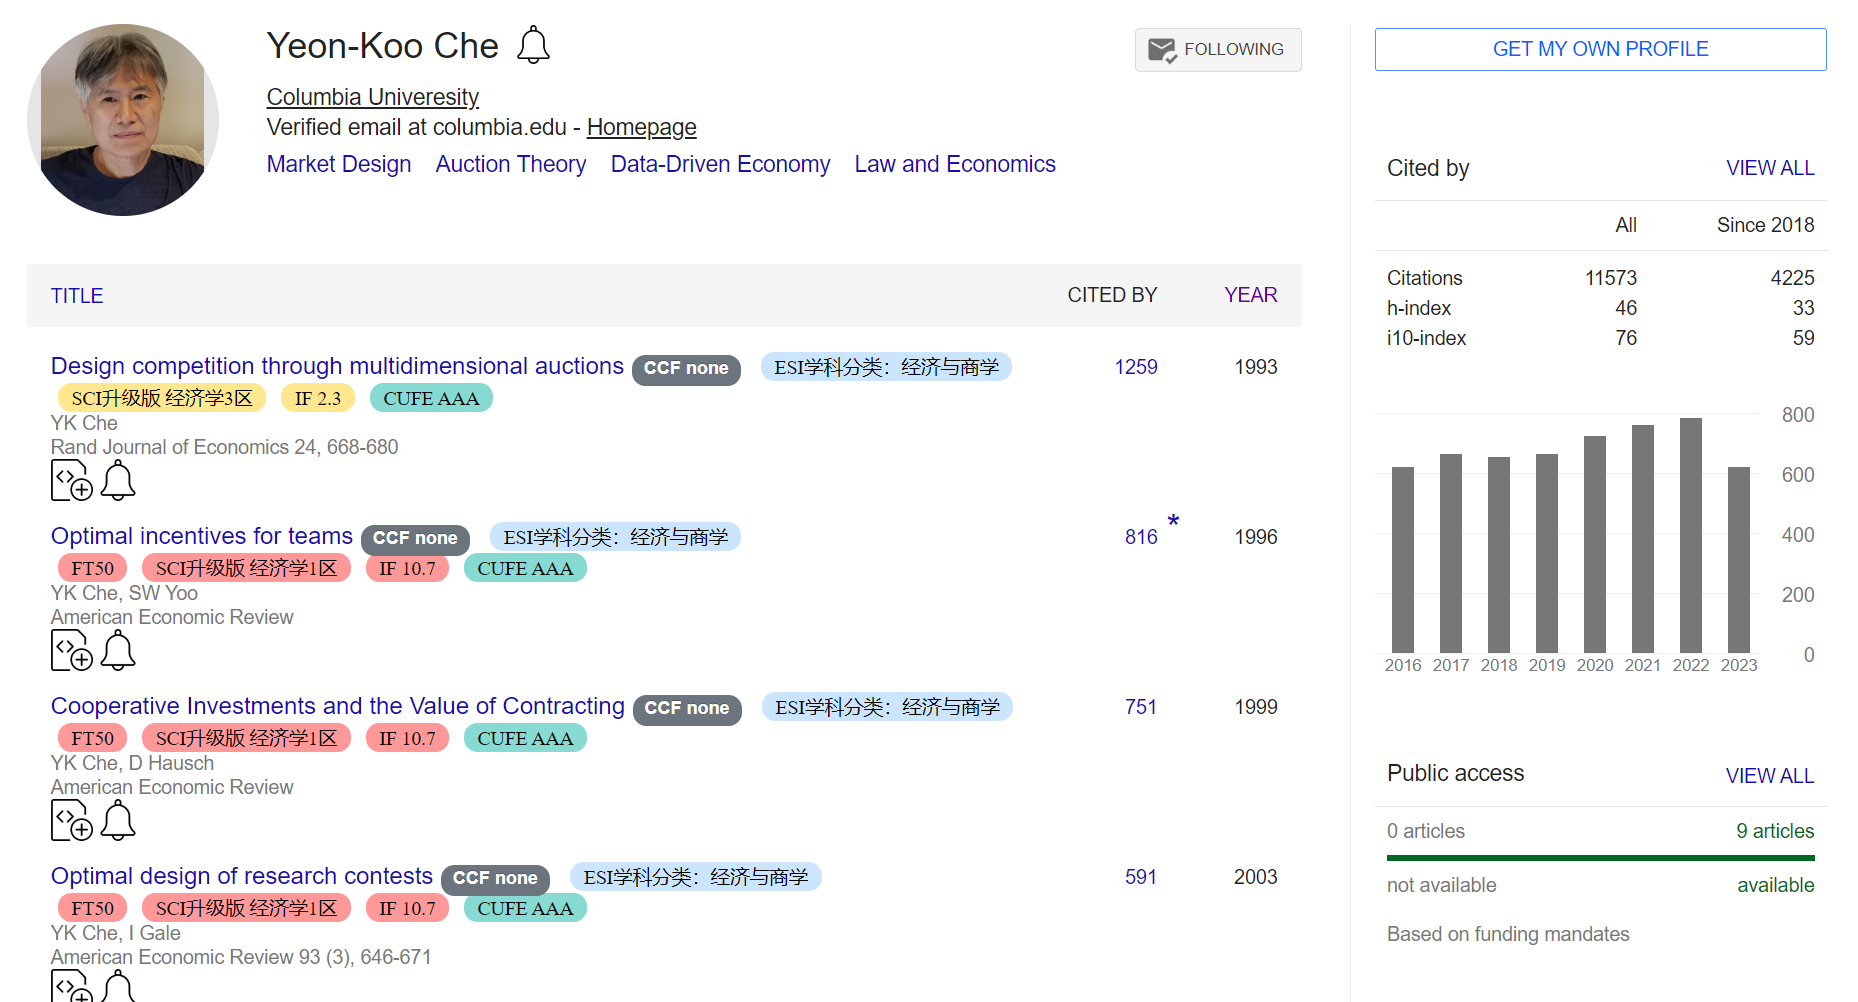 Yeon-Koo Che
FOLLOWING
Columbia Univeresity
Verified email at columbia.edu - Homepage
Market Design Auction Theory Data-Driven Economy Law and Economics
TITLE CITED BY YEAR
Design competition through multidimensional auctions CCF none ESI学科分类：经济与商学 1259 1993
SCI升级版 经济学3区 IF 2.3 CUFE AAA
YK Che
Rand Journal of Economics 24, 668-680
Optimal incentives for teams CCF none ESI学科分类：经济与商学 816 * 1996
FT50 SCI升级版 经济学1区 IF 10.7 CUFE AAA
YK Che, SW Yoo
American Economic Review
Cooperative Investments and the Value of Contracting CCF none ESI学科分类：经济与商学 751 1999
FT50 SCI升级版 经济学1区 IF 10.7 CUFE AAA
YK Che, D Hausch
American Economic Review
Optimal design of research contests CCF none ESI学科分类：经济与商学 591 2003
FT50 SCI升级版 经济学1区 IF 10.7 CUFE AAA
YK Che, I Gale
American Economic Review 93 (3), 646-671
GET MY OWN PROFILE
Cited by VIEW ALL
All Since 2018
Citations 11573 4225
h-index 46 33
i10-index 76 59
800
600
400
200
0
2016 2017 2018 2019 2020 2021 2022 2023
Public access VIEW ALL
0 articles 9 articles
not available available
Based on funding mandates